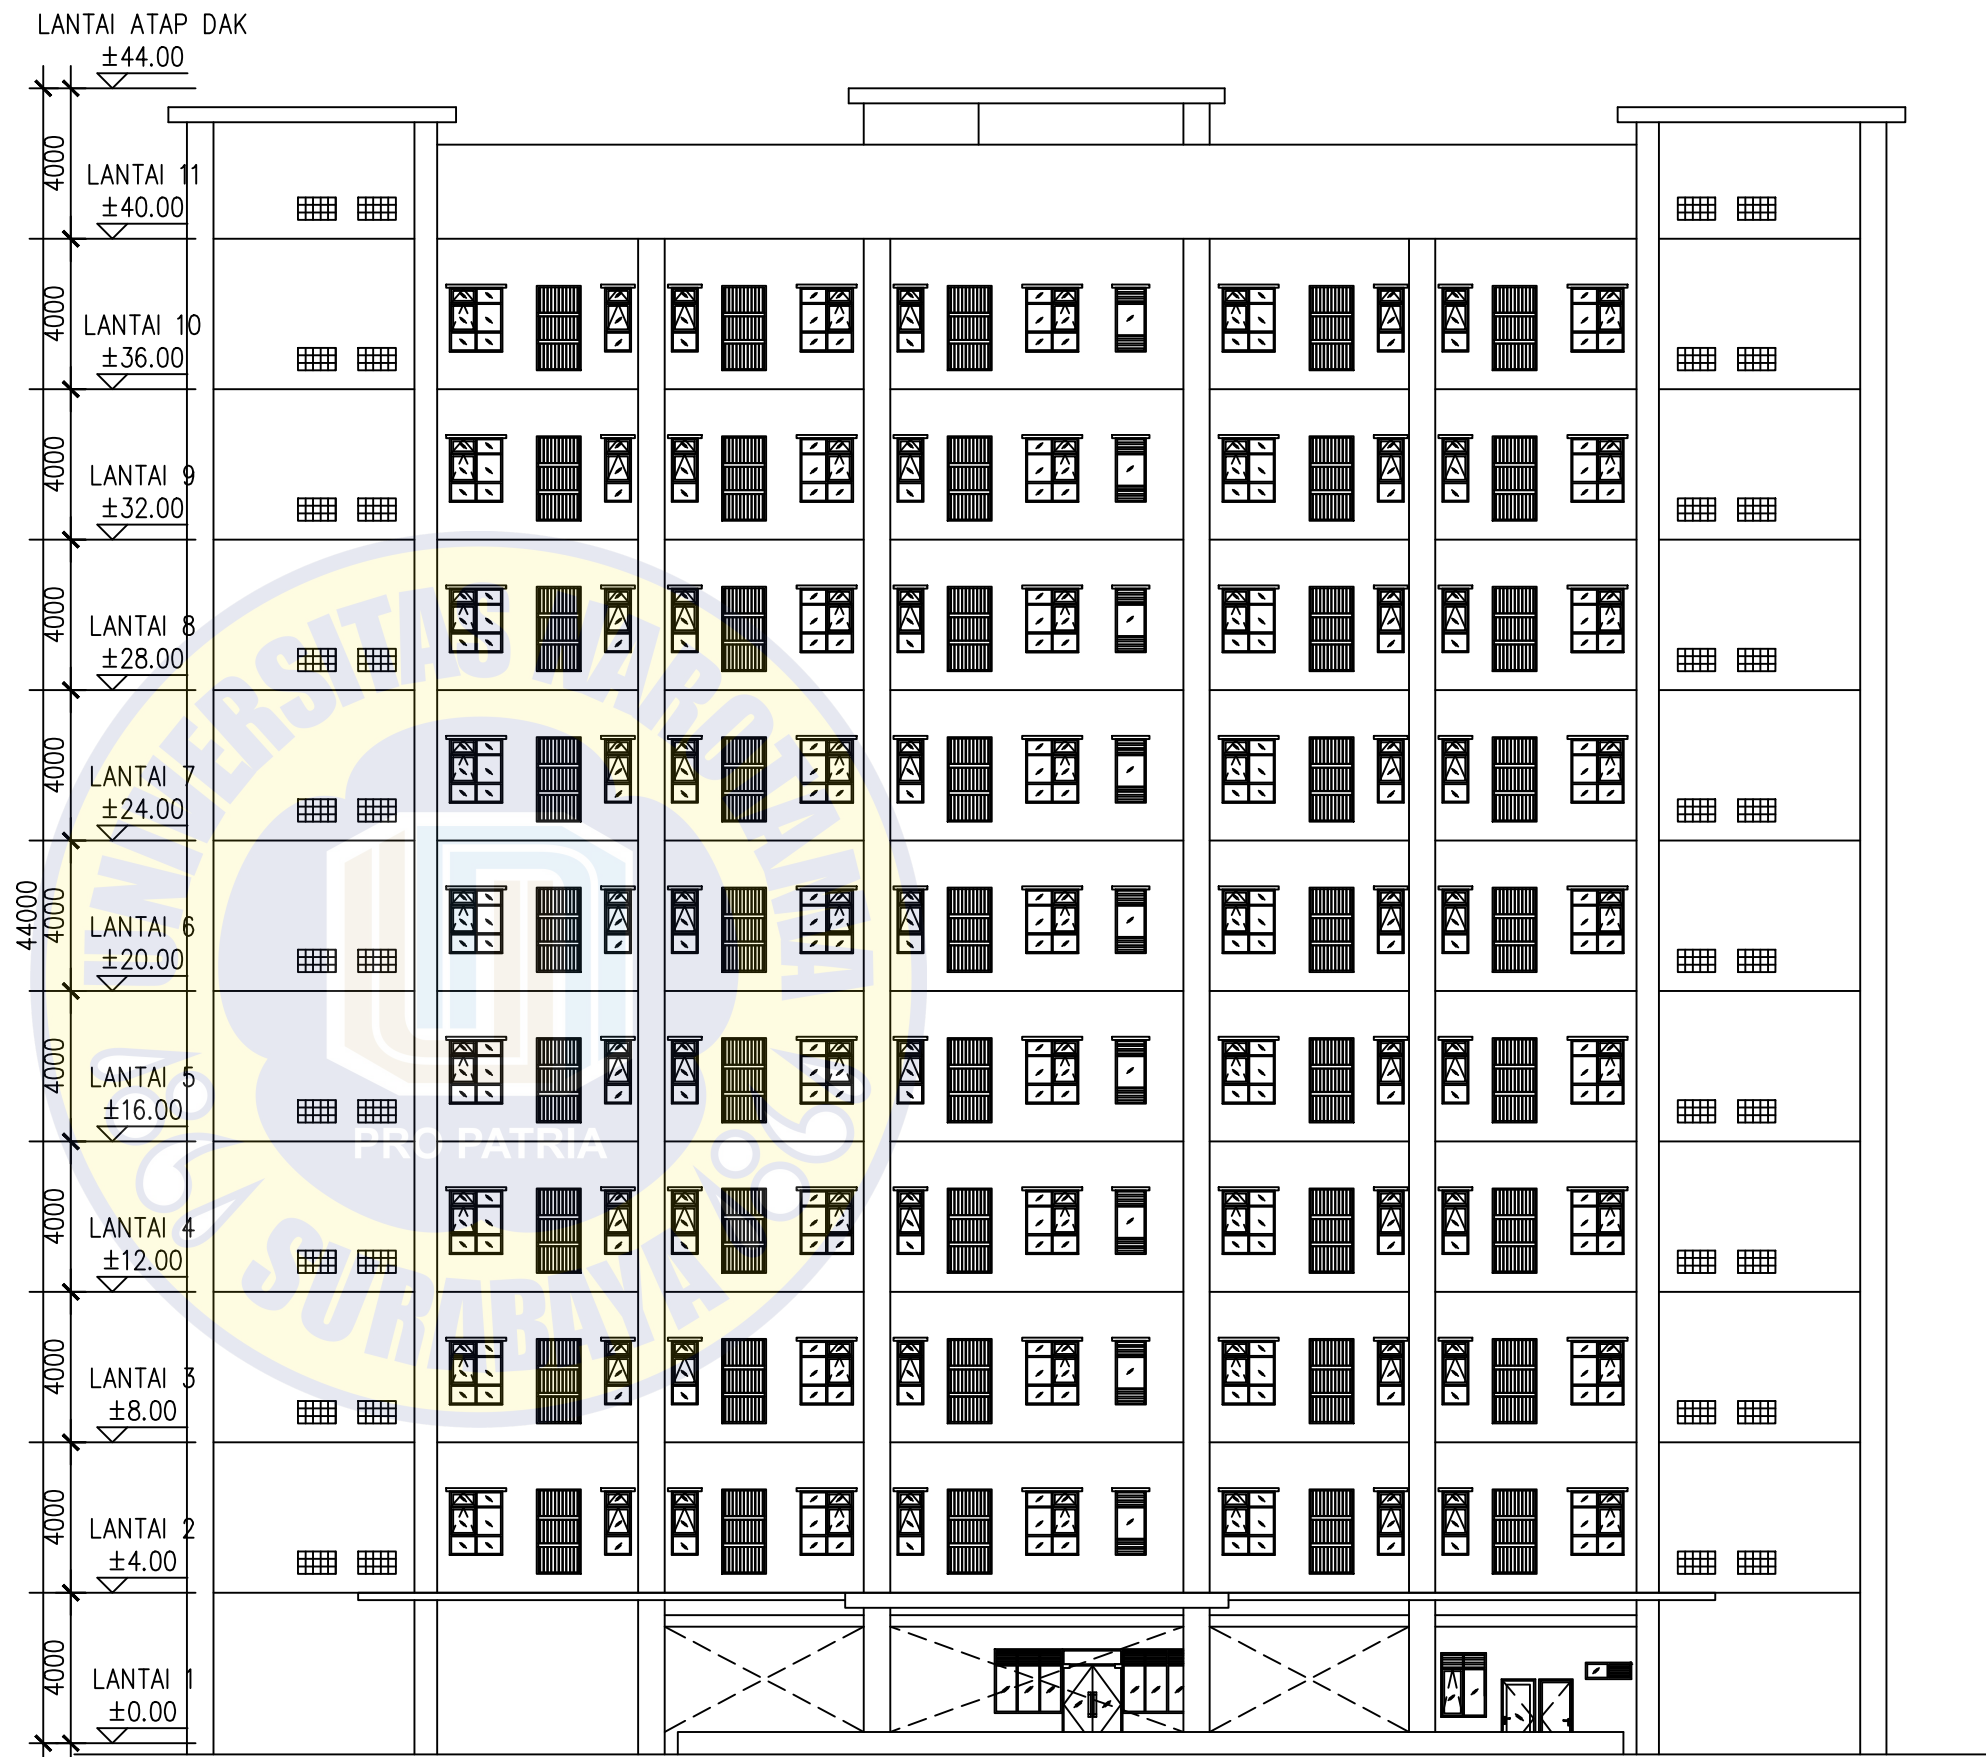 LANTAI ATAP DAK
±44.00
4000
LANTAI 11
±40.00
4000
LANTAI 10
±36.00
4000
LANTAI 9
±32.00
4000
LANTAI 8
±28.00
4000
LANTAI 7
±24.00
44000
4000
LANTAI 6
±20.00
4000
LANTAI 5
±16.00
4000
LANTAI 4
±12.00
4000
LANTAI 3
±8.00
4000
LANTAI 2
±4.00
4000
LANTAI 1
±0.00
UNIVERSITAS NAROTAMA
PRO PATRIA
SURABAYA